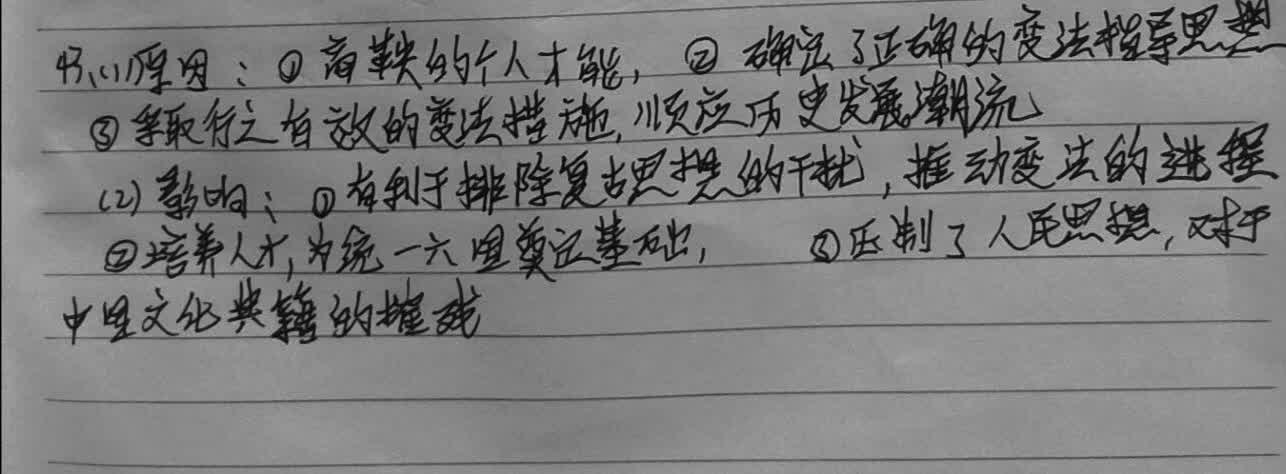 45、(1)原因：①商鞅的个人才能，②确定了正确的变法指导思想
③采取行之有效的变法措施，顺应历史发展潮流
(2)影响：①有利于排除复古思想的干扰，推动变法的进程
②培养人才，为统一六国奠定基础，③压制了人民思想，对于
中国文化典籍的摧残